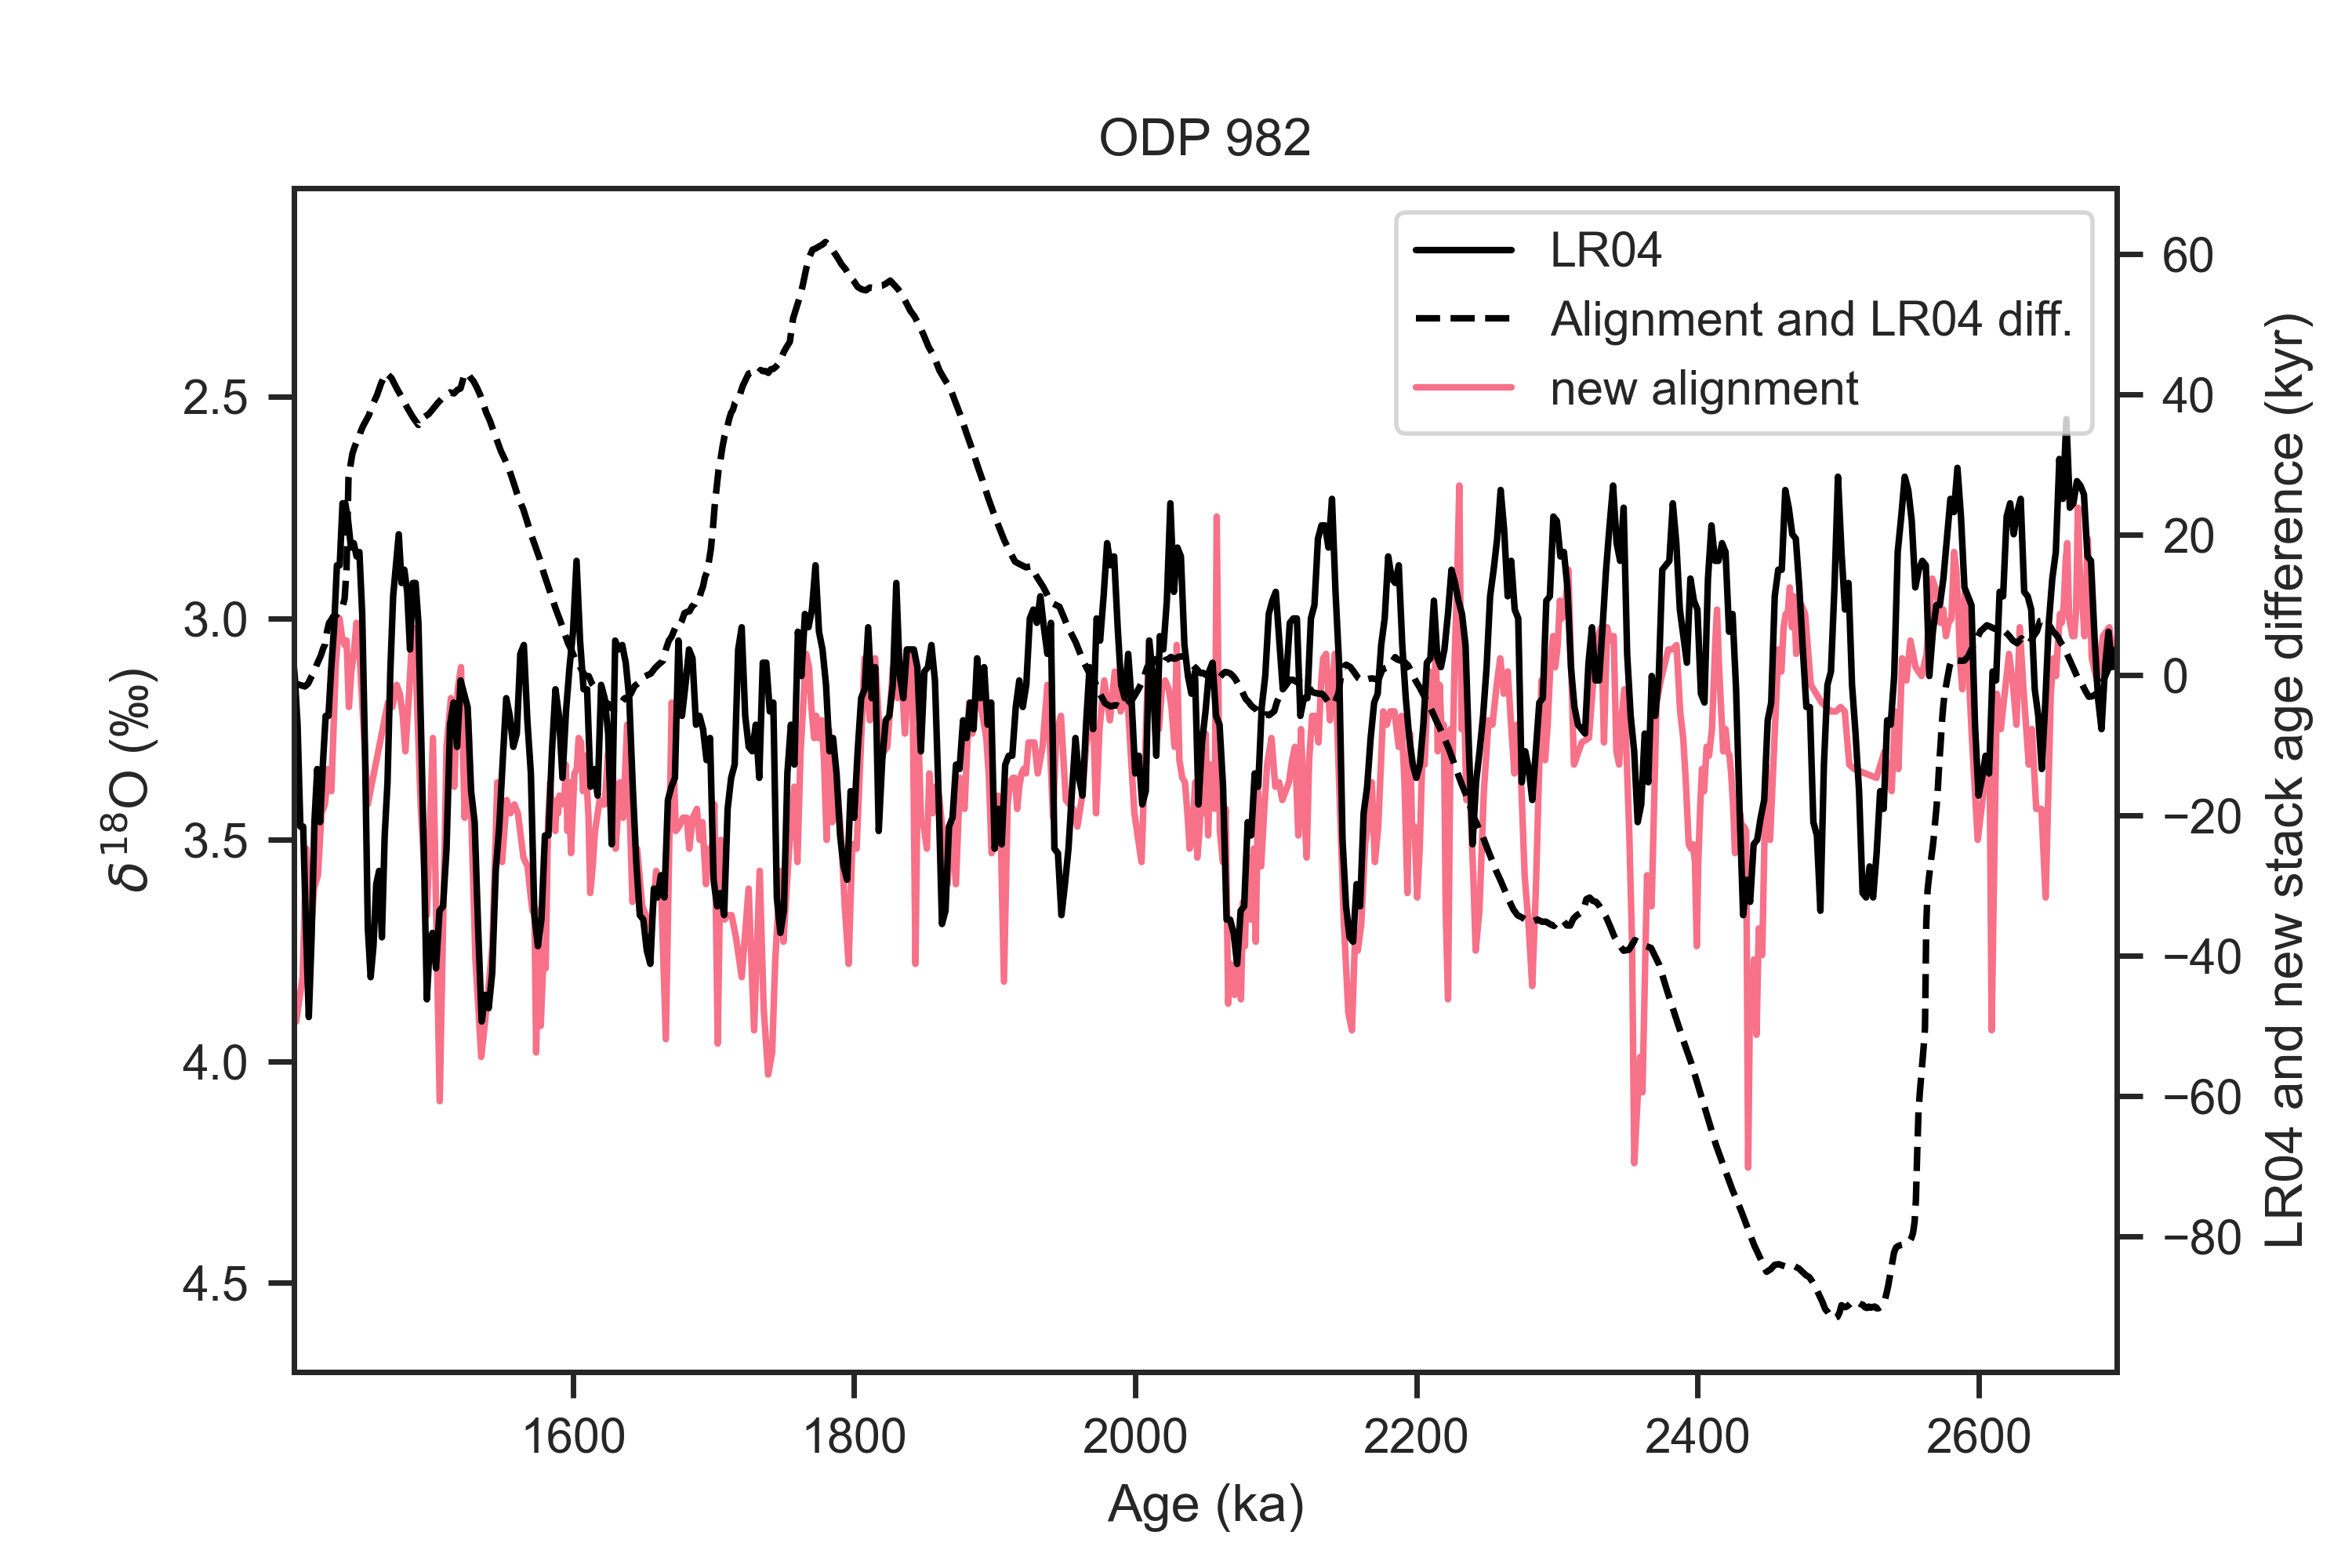 ODP 982
LR04
Alignment and LR04 diff.
new alignment
2.5
3.0
3.5
4.0
4.5
δ¹⁸O (‰)
60
40
20
0
−20
−40
−60
−80
LR04 and new stack age difference (kyr)
1600 1800 2000 2200 2400 2600
Age (ka)